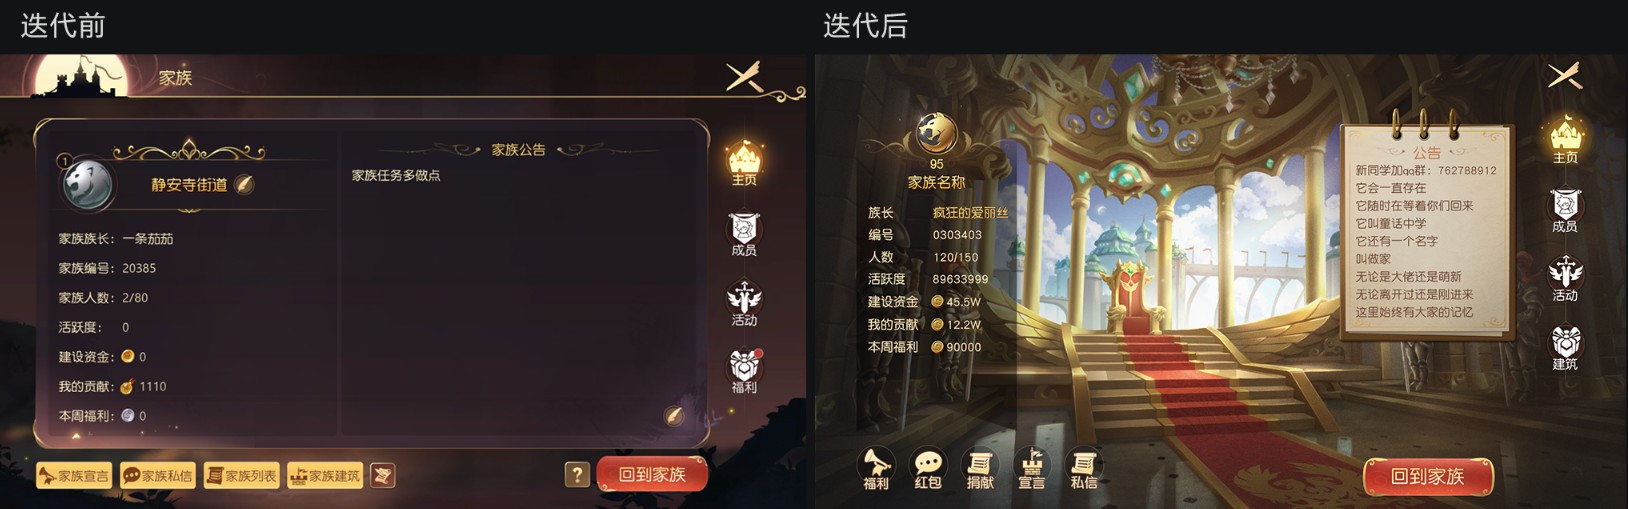 迭代前
家族
1
静安寺街道
家族族长：一条茄茄
家族编号：20385
家族人数：2/80
活跃度：0
建设资金：0
我的贡献：1110
本周福利：0
家族公告
家族任务多做点
主页
成员
活动
福利
家族宣言
家族私信
家族列表
家族建筑
?
回到家族
迭代后
95
家族名称
族长 疯狂的爱丽丝
编号 0303403
人数 120/150
活跃度 89633999
建设资金 45.5W
我的贡献 12.2W
本周福利 90000
公告
新同学加qq群：762788912
它会一直存在
它随时在等着你们回来
它叫童话中学
它还有一个名字
叫做家
无论是大佬还是萌新
无论离开过还是刚进来
这里始终有大家的记忆
主页
成员
活动
建筑
福利
红包
捐献
宣言
私信
回到家族